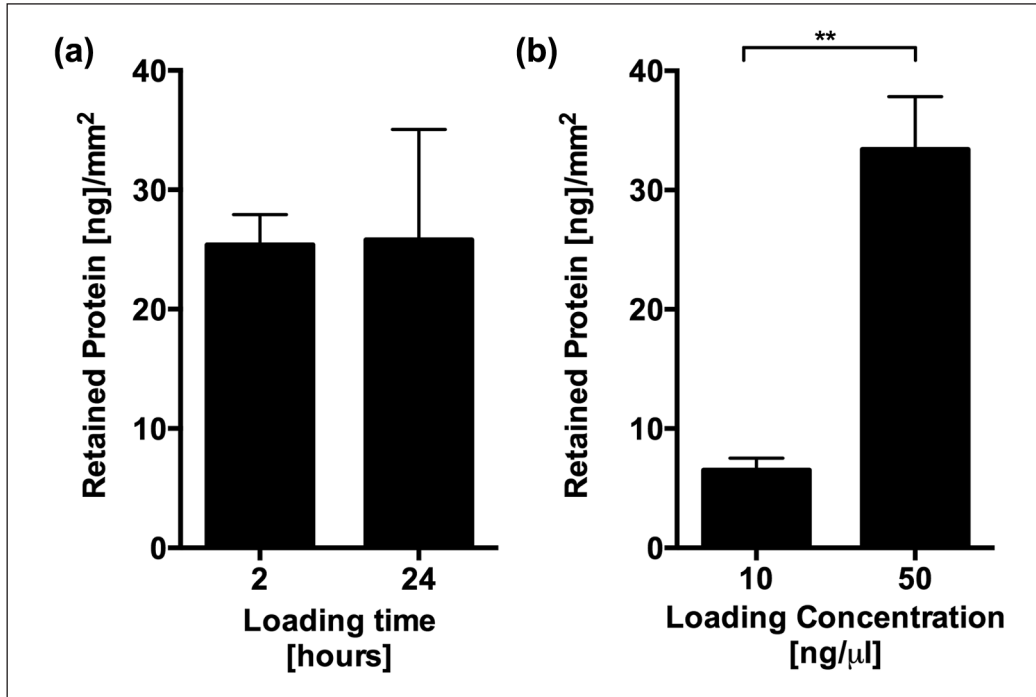 (a)
Retained Protein [ng]/mm²
40
30
20
10
0
2
24
Loading time
[hours]
(b)
**
Retained Protein [ng]/mm²
40
30
20
10
0
10
50
Loading Concentration
[ng/μl]